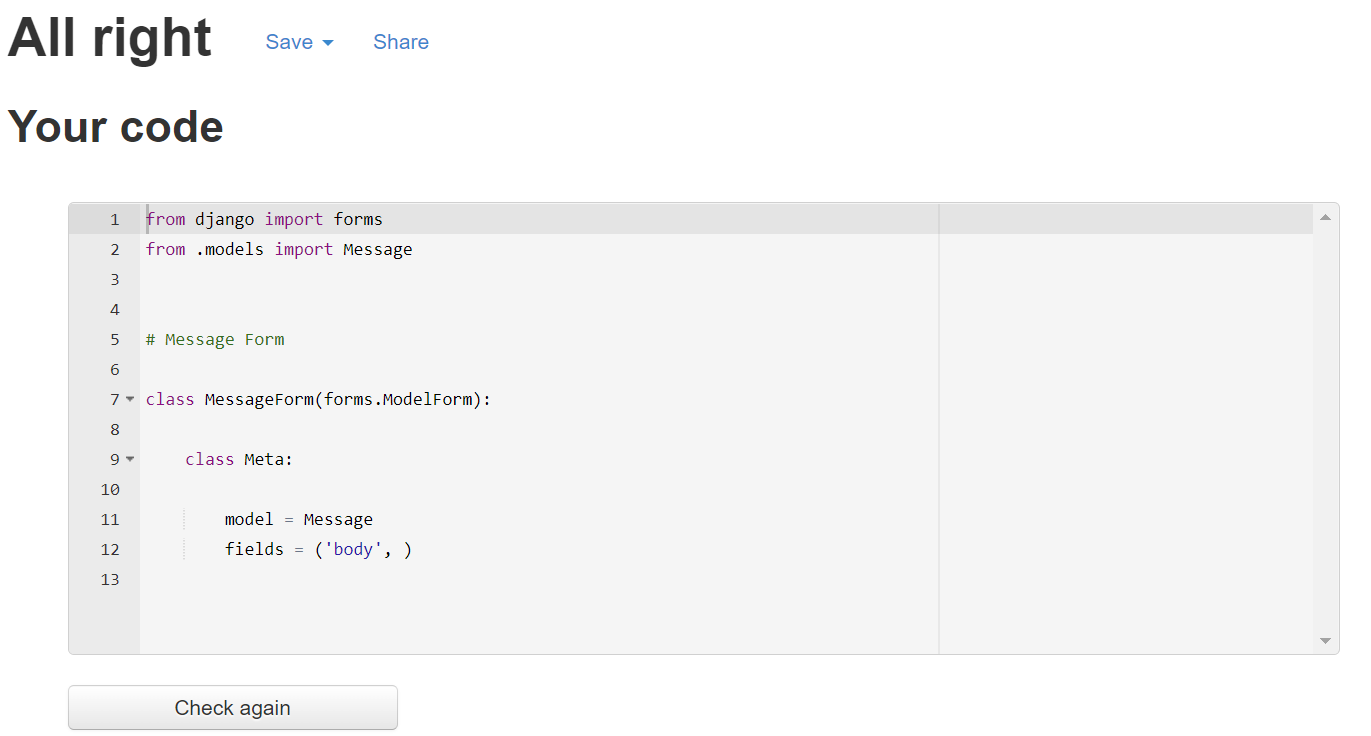 All right Save Share
Your code
1 from django import forms
2 from .models import Message
3
4
5 # Message Form
6
7 class MessageForm(forms.ModelForm):
8
9     class Meta:
10
11         model = Message
12         fields = ('body', )
13
Check again